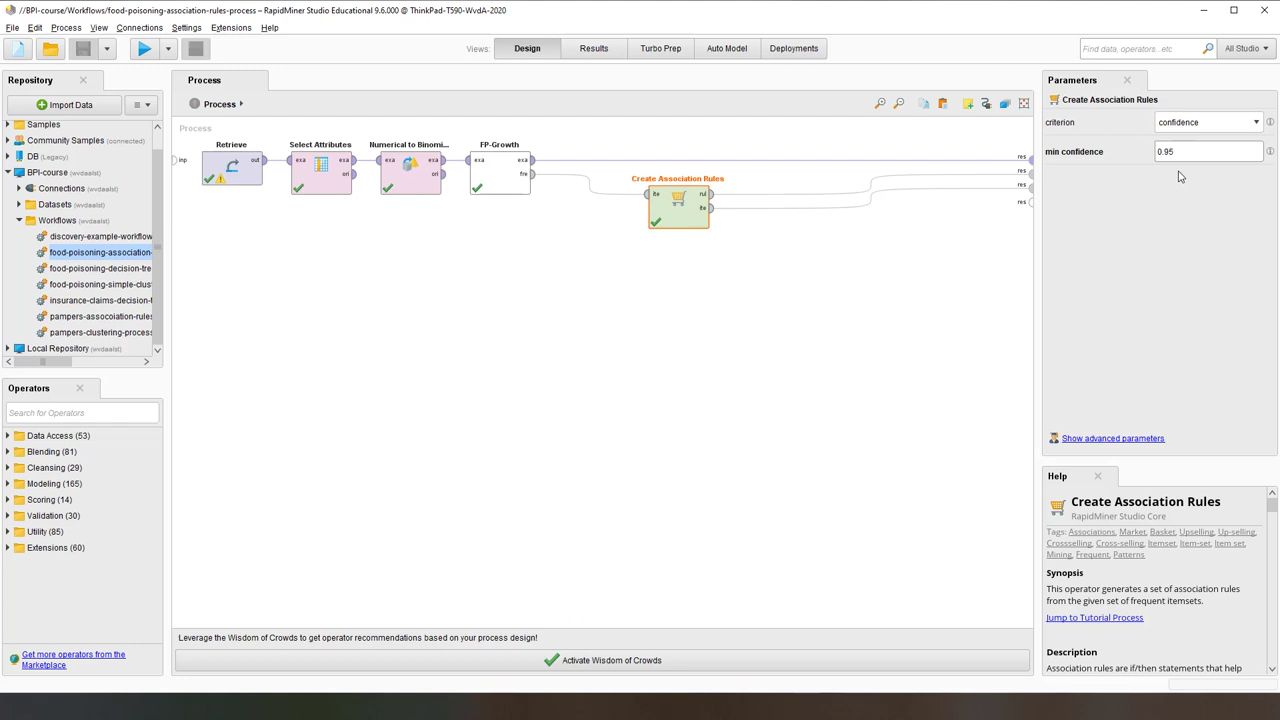 //BPI-course/Workflows/food-poisoning-association-rules-process – RapidMiner Studio Educational 9.6.000 @ ThinkPad-T590-WvdA-2020
File Edit Process View Connections Settings Extensions Help
Views: Design Results Turbo Prep Auto Model Deployments
Find data, operators...etc All Studio
Repository
Import Data
Samples
Community Samples (connected)
DB (Legacy)
BPI-course (wvdaalst)
Connections (wvdaalst)
Datasets (wvdaalst)
Workflows (wvdaalst)
discovery-example-workflow
food-poisoning-association-
food-poisoning-decision-tre
food-poisoning-simple-clust
insurance-claims-decision-t
pampers-assocoiation-rules
pampers-clustering-process
Local Repository (wvdaalst)
Operators
Search for Operators
Data Access (53)
Blending (81)
Cleansing (29)
Modeling (165)
Scoring (14)
Validation (30)
Utility (85)
Extensions (60)
Get more operators from the
Marketplace
Process
Process
Process
inp
Retrieve
out
Select Attributes
exa exa
ori
Numerical to Binomi...
exa exa
ori
FP-Growth
exa exa
fre
Create Association Rules
ite rul
ite
res
res
res
res
Leverage the Wisdom of Crowds to get operator recommendations based on your process design!
Activate Wisdom of Crowds
Parameters
Create Association Rules
criterion confidence
min confidence 0.95
Show advanced parameters
Help
Create Association Rules
RapidMiner Studio Core
Tags: Associations, Market, Basket, Upselling, Up-selling,
Crossselling, Cross-selling, Itemset, Item-set, Item set,
Mining, Frequent, Patterns
Synopsis
This operator generates a set of association
rules from the given set of frequent itemsets.
Jump to Tutorial Process
Description
Association rules are if/then statements that help